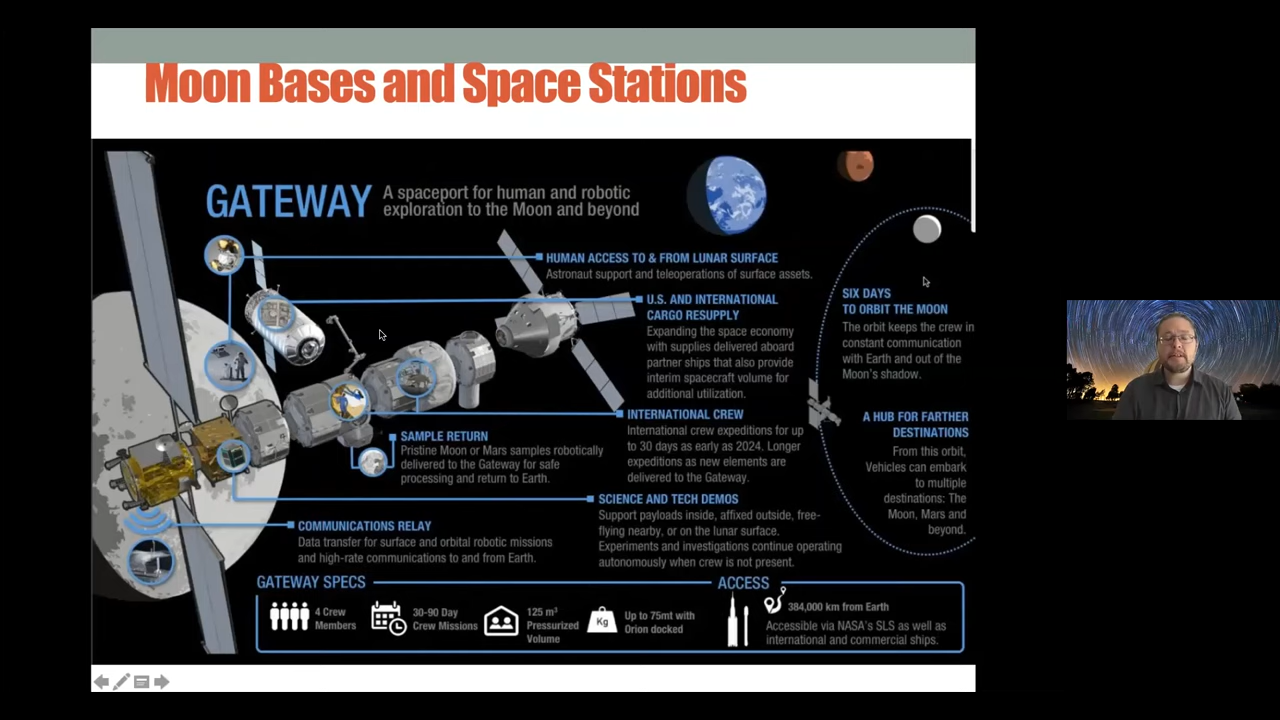 Moon Bases and Space Stations
GATEWAY
A spaceport for human and robotic
exploration to the Moon and beyond
HUMAN ACCESS TO & FROM LUNAR SURFACE
Astronaut support and teleoperations of surface assets.
U.S. AND INTERNATIONAL
CARGO RESUPPLY
Expanding the space economy
with supplies delivered aboard
partner ships that also provide
interim spacecraft volume for
additional utilization.
SIX DAYS
TO ORBIT THE MOON
The orbit keeps the crew in
constant communication
with Earth and out of the
Moon's shadow.
INTERNATIONAL CREW
International crew expeditions for up
to 30 days as early as 2024. Longer
expeditions as new elements are
delivered to the Gateway.
A HUB FOR FARTHER
DESTINATIONS
From this orbit,
Vehicles can embark
to multiple
destinations: The
Moon, Mars and
beyond.
SAMPLE RETURN
Pristine Moon or Mars samples robotically
delivered to the Gateway for safe
processing and return to Earth.
SCIENCE AND TECH DEMOS
Support payloads inside, affixed outside, free-
flying nearby, or on the lunar surface.
Experiments and investigations continue operating
autonomously when crew is not present.
COMMUNICATIONS RELAY
Data transfer for surface and orbital robotic missions
and high-rate communications to and from Earth.
GATEWAY SPECS
4 Crew
Members
30-90 Day
Crew Missions
125 m³
Pressurized
Volume
Kg
Up to 75mt with
Orion docked
ACCESS
384,000 km from Earth
Accessible via NASA's SLS as well as
international and commercial ships.